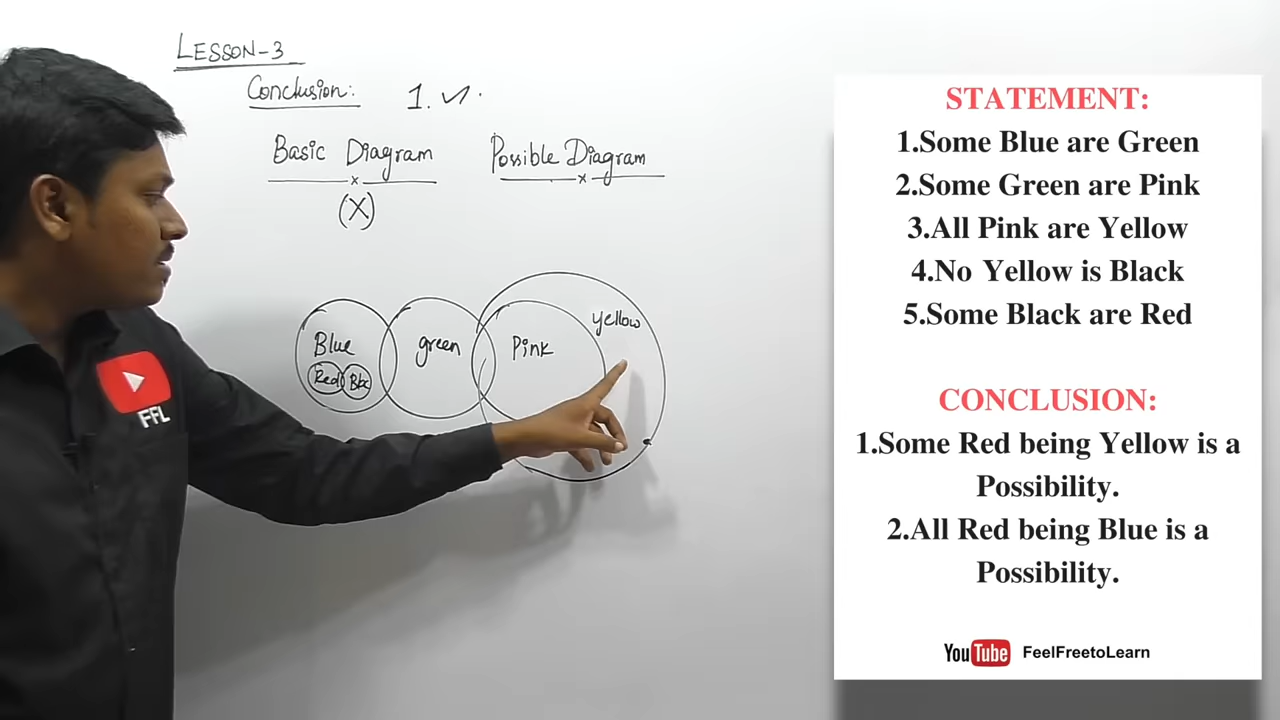 LESSON-3
Conclusion:
1.
Basic Diagram
Possible Diagram
(X)
Blue
Red
green
Pink
yellow
FFL
STATEMENT:
1.Some Blue are Green
2.Some Green are Pink
3.All Pink are Yellow
4.No Yellow is Black
5.Some Black are Red
CONCLUSION:
1.Some Red being Yellow is a
Possibility.
2.All Red being Blue is a
Possibility.
YouTube FeelFreetoLearn